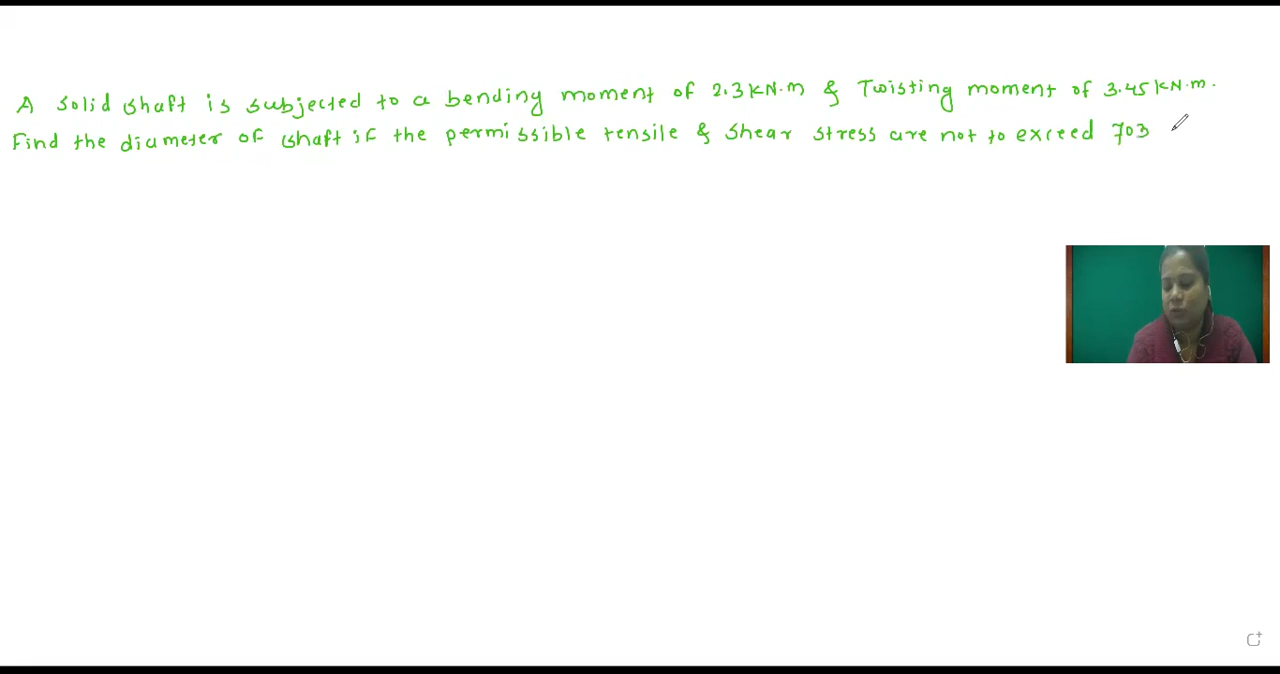 A solid shaft is subjected to a bending moment of 2.3 kN.m & Twisting moment of 3.45 kN.m.
Find the diameter of shaft if the permissible tensile & shear stress are not to exceed 703